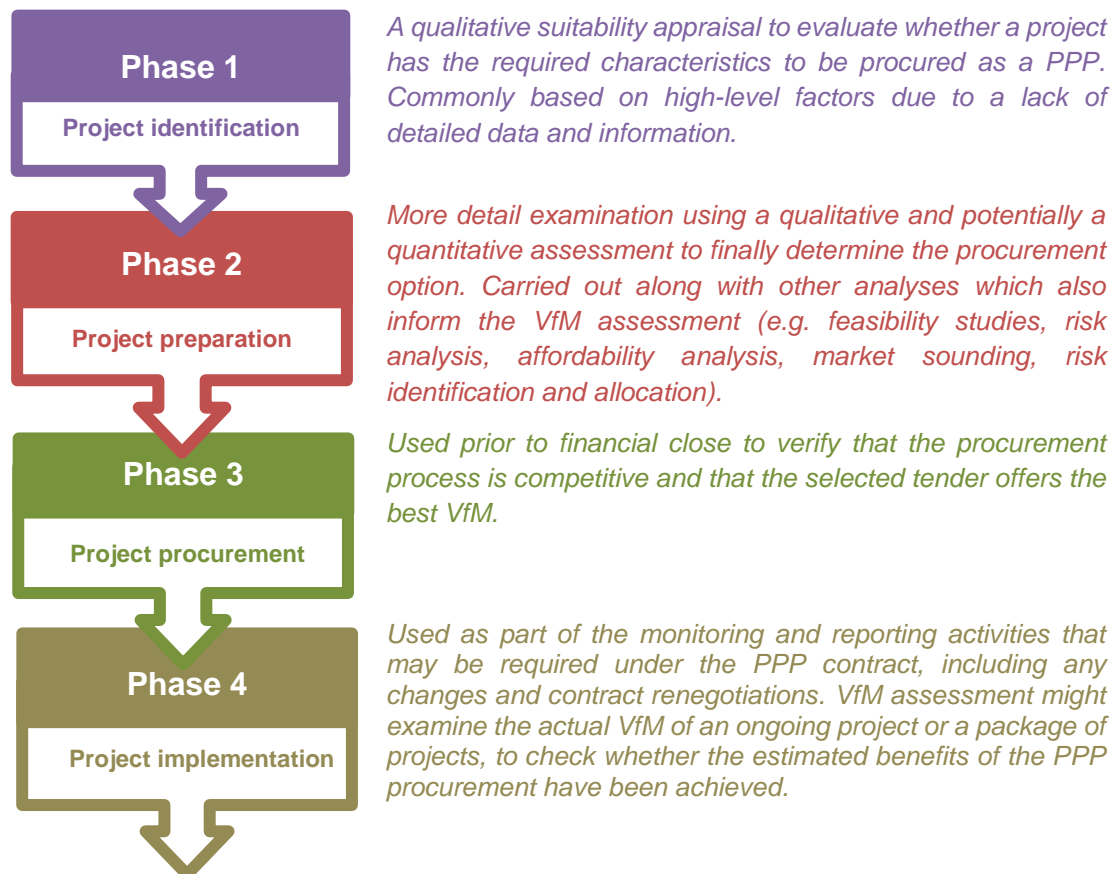 Phase 1
Project identification
A qualitative suitability appraisal to evaluate whether a project
has the required characteristics to be procured as a PPP.
Commonly based on high-level factors due to a lack of
detailed data and information.
Phase 2
Project preparation
More detail examination using a qualitative and potentially a
quantitative assessment to finally determine the procurement
option. Carried out along with other analyses which also
inform the VfM assessment (e.g. feasibility studies, risk
analysis, affordability analysis, market sounding, risk
identification and allocation).
Phase 3
Project procurement
Used prior to financial close to verify that the procurement
process is competitive and that the selected tender offers the
best VfM.
Phase 4
Project implementation
Used as part of the monitoring and reporting activities that
may be required under the PPP contract, including any
changes and contract renegotiations. VfM assessment might
examine the actual VfM of an ongoing project or a package of
projects, to check whether the estimated benefits of the PPP
procurement have been achieved.